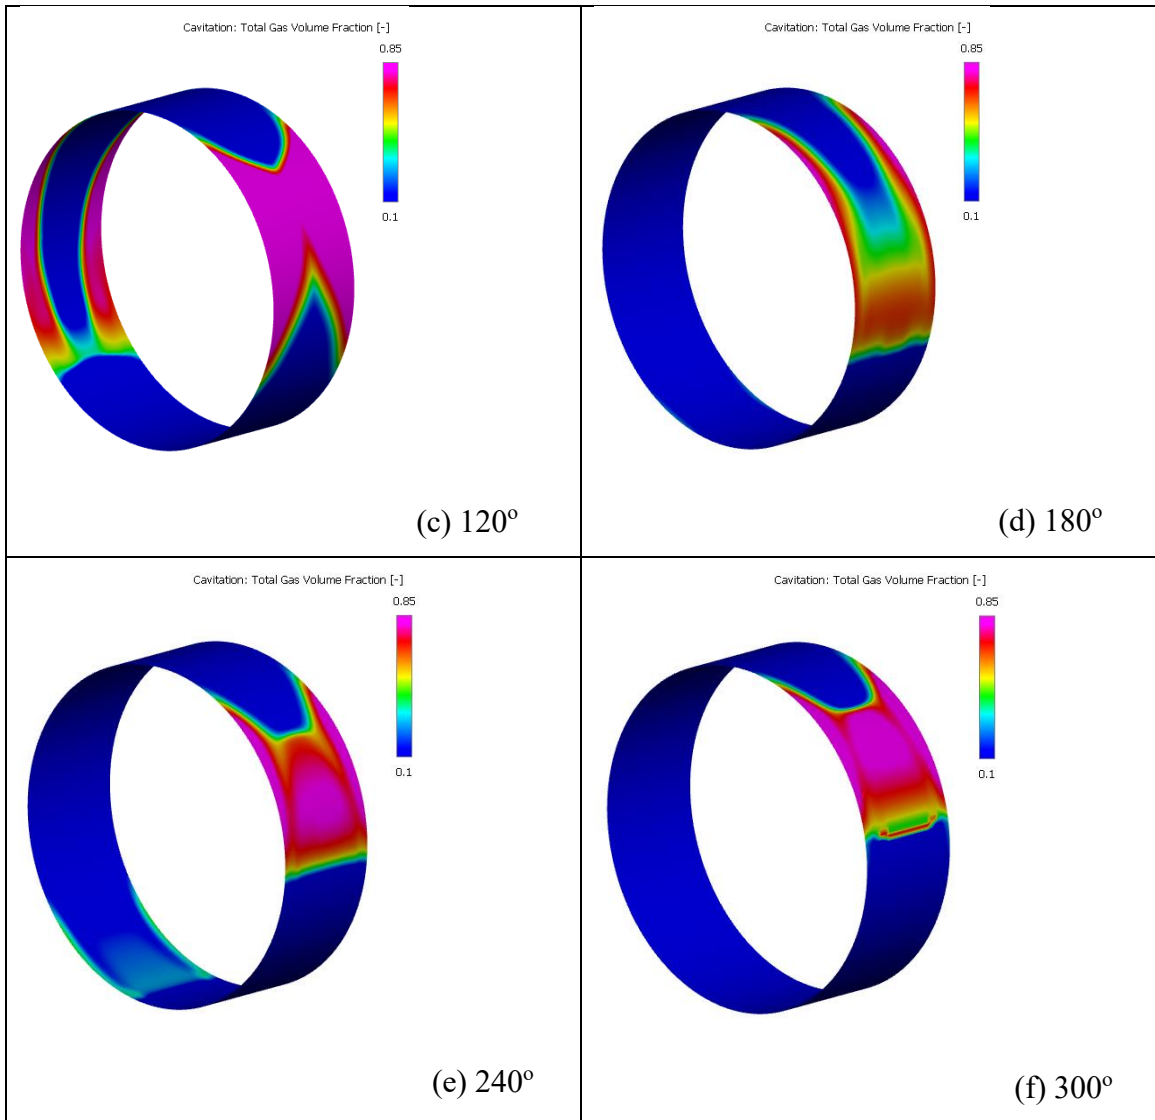 Cavitation: Total Gas Volume Fraction [-]
0.85
0.1
(c) 120º
Cavitation: Total Gas Volume Fraction [-]
0.85
0.1
(d) 180º
Cavitation: Total Gas Volume Fraction [-]
0.85
0.1
(e) 240º
Cavitation: Total Gas Volume Fraction [-]
0.85
0.1
(f) 300º